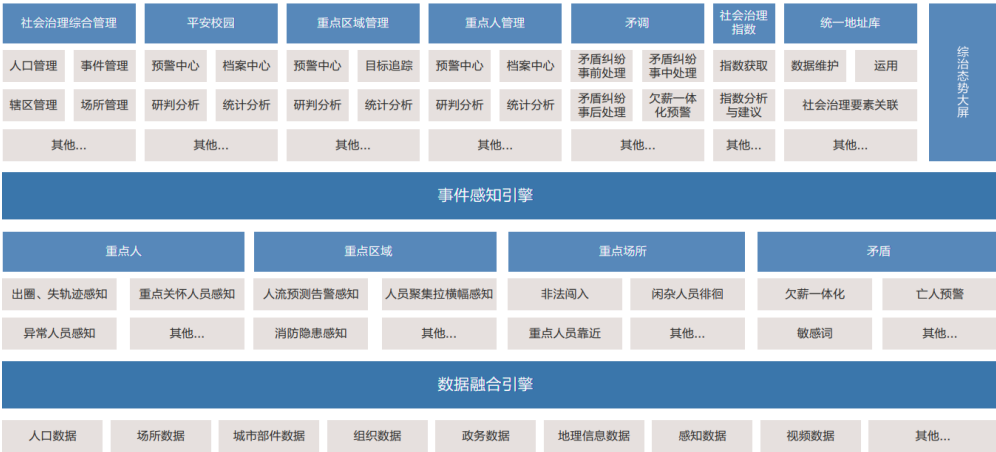 社会治理综合管理
平安校园
重点区域管理
重点人管理
矛调
社会治理
指数
统一地址库
综治态势大屏
人口管理
事件管理
预警中心
档案中心
预警中心
目标追踪
预警中心
档案中心
矛盾纠纷
事前处理
矛盾纠纷
事中处理
指数获取
数据维护
运用
辖区管理
场所管理
研判分析
统计分析
研判分析
统计分析
研判分析
统计分析
矛盾纠纷
事后处理
欠薪一体
化预警
指数分析
与建议
社会治理要素关联
其他...
其他...
其他...
其他...
其他...
其他...
其他...
事件感知引擎
重点人
重点区域
重点场所
矛盾
出圈、失轨迹感知
重点关怀人员感知
人流预测告警感知
人员聚集拉横幅感知
非法闯入
闲杂人员徘徊
欠薪一体化
亡人预警
异常人员感知
其他...
消防隐患感知
其他...
重点人员靠近
其他...
敏感词
其他...
数据融合引擎
人口数据
场所数据
城市部件数据
组织数据
政务数据
地理信息数据
感知数据
视频数据
其他...